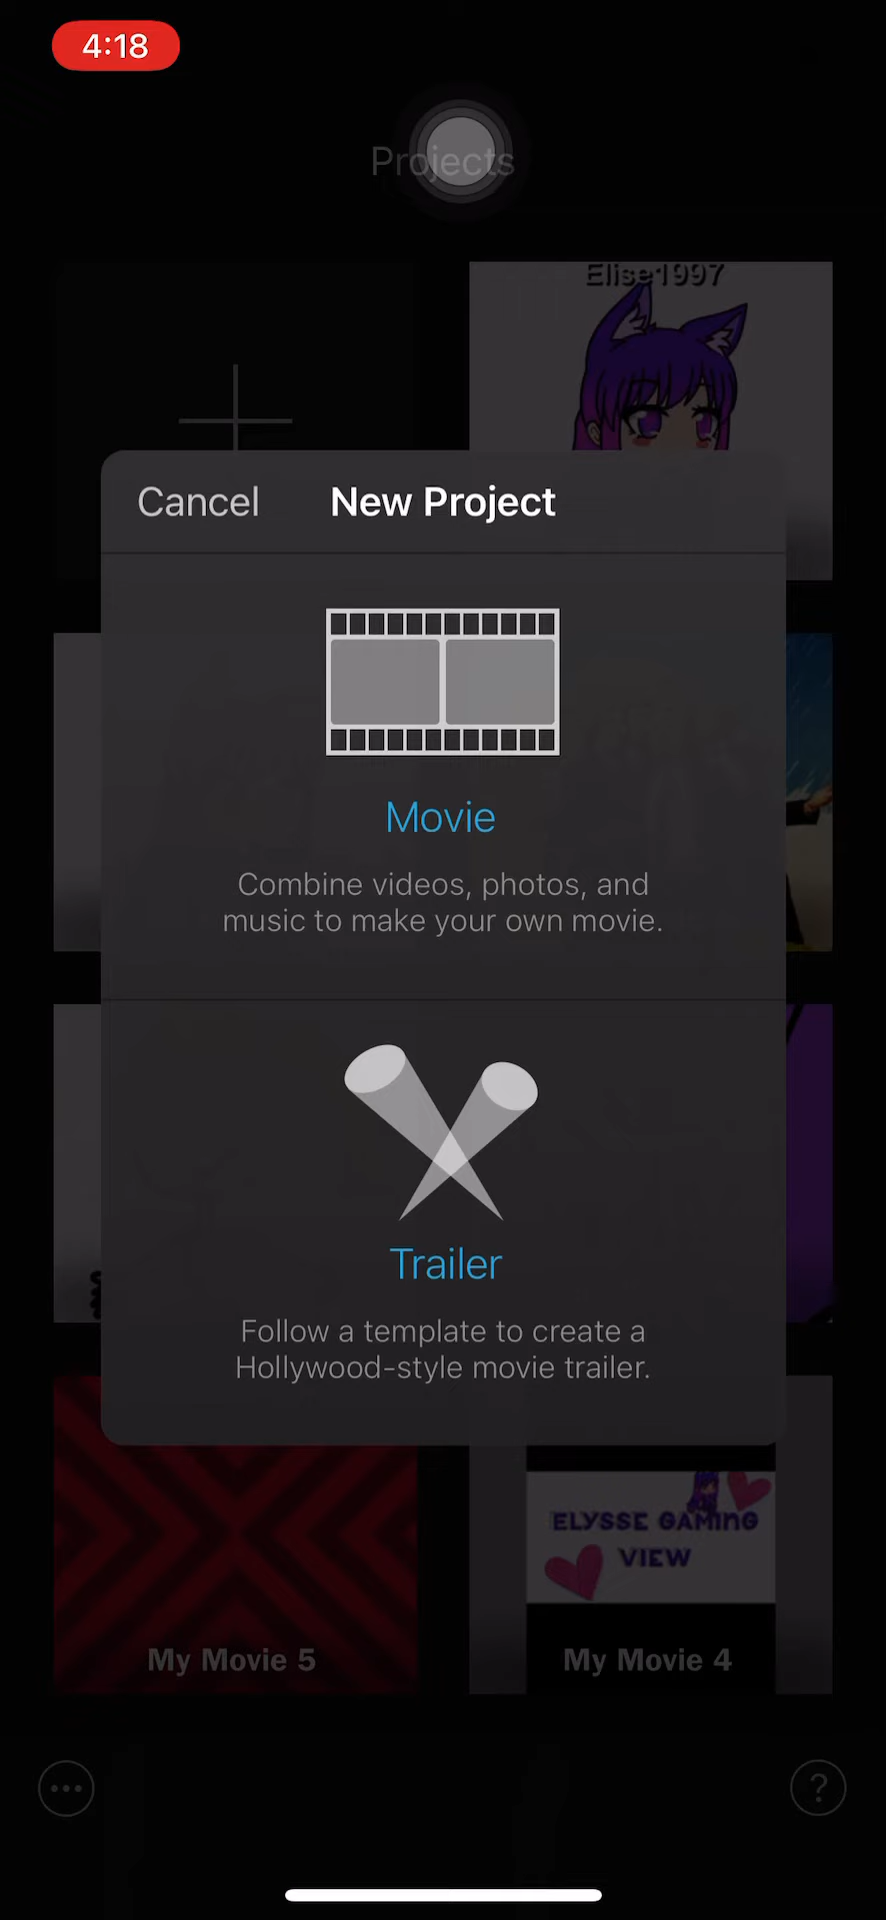 4:18
Projects
Elise1997
Cancel
New Project
Movie
Combine videos, photos, and
music to make your own movie.
Trailer
Follow a template to create a
Hollywood-style movie trailer.
ELYSSE GAMING
VIEW
My Movie 5
My Movie 4
?